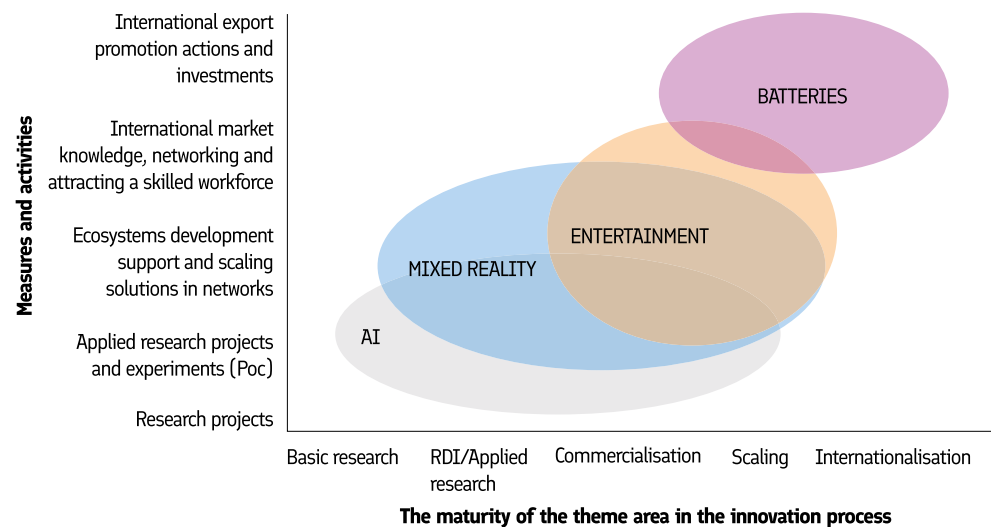 International export
promotion actions and
investments
International market
knowledge, networking and
attracting a skilled workforce
Ecosystems development
support and scaling
solutions in networks
Applied research projects
and experiments (Poc)
Research projects
Measures and activities
BATTERIES
ENTERTAINMENT
MIXED REALITY
AI
Basic research
RDI/Applied
research
Commercialisation
Scaling
Internationalisation
The maturity of the theme area in the innovation process